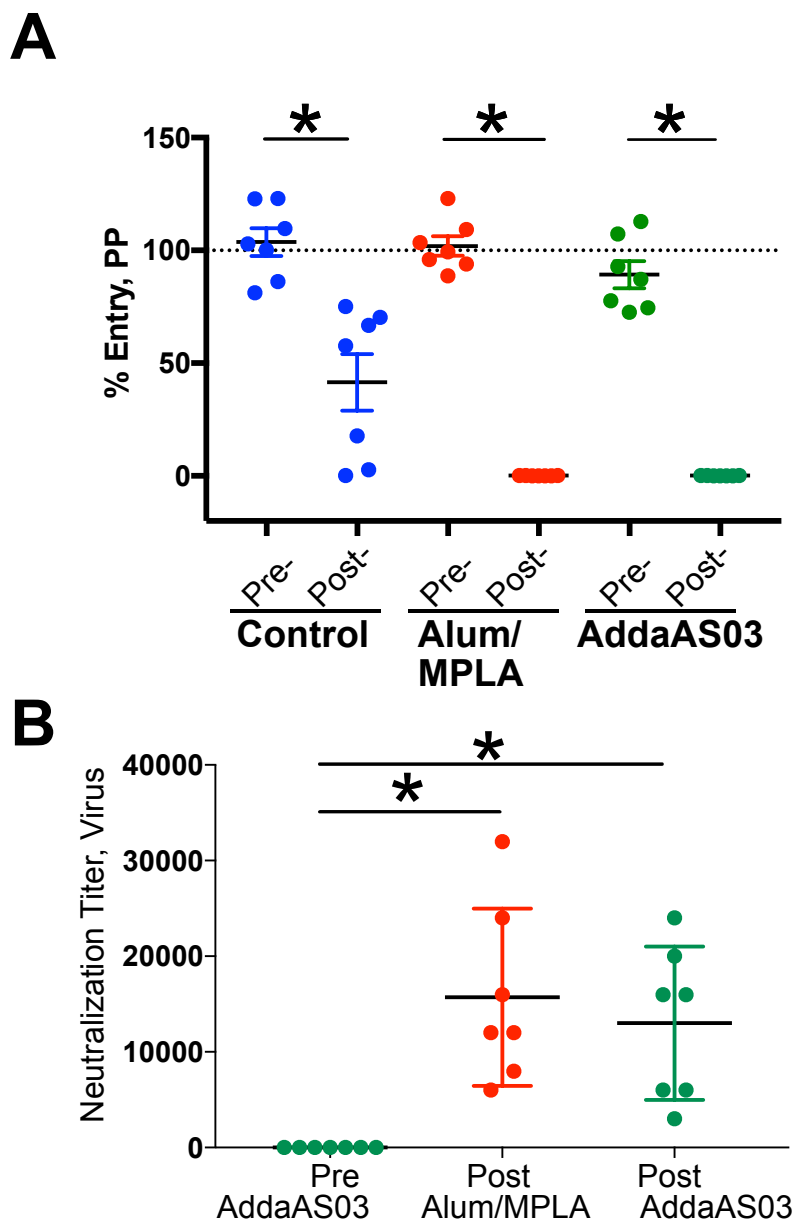 A
* * *
150
100
50
0
% Entry, PP
Pre- Post- Pre- Post- Pre- Post-
Control Alum/ AddaAS03
MPLA
B
*
*
40000
30000
20000
10000
0
Neutralization Titer, Virus
Pre Post Post
AddaAS03 Alum/MPLA AddaAS03